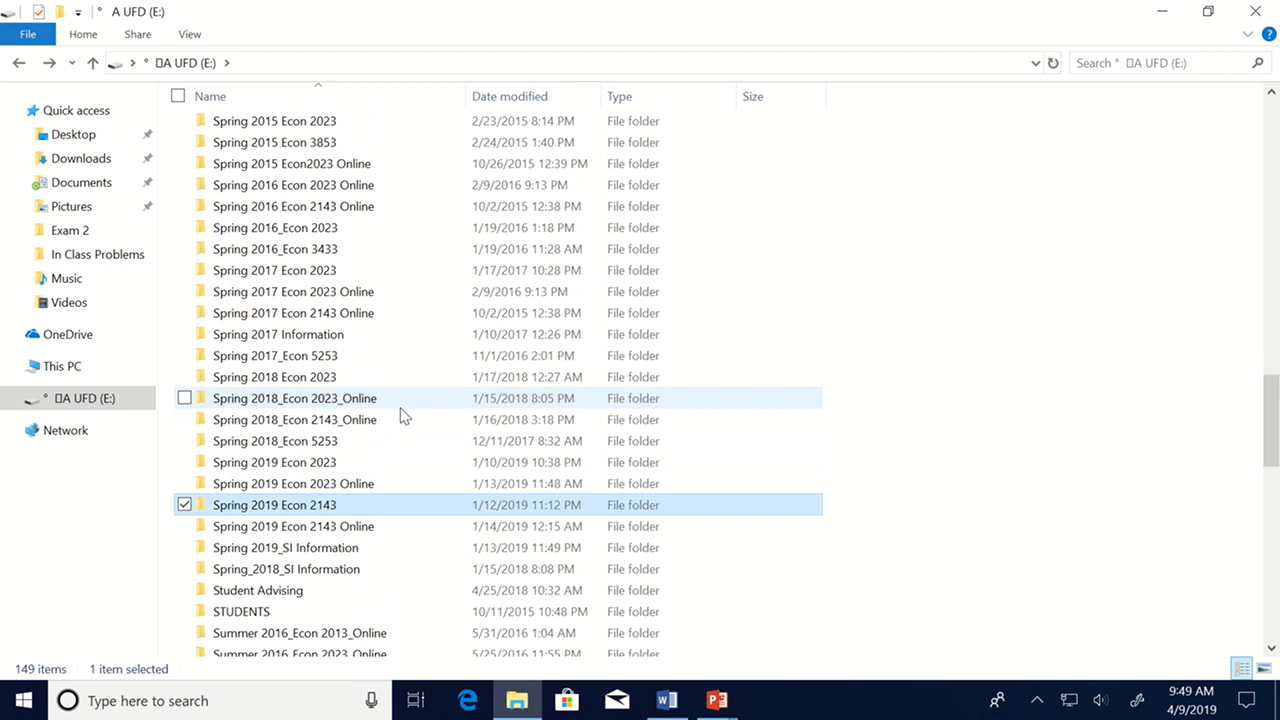 ° A UFD (E:)
File Home Share View
° A UFD (E:) Search ° A UFD (E:)
Name Date modified Type Size
Quick access
Desktop
Downloads
Documents
Pictures
Exam 2
In Class Problems
Music
Videos
OneDrive
This PC
° A UFD (E:)
Network
Spring 2015 Econ 2023 2/23/2015 8:14 PM File folder
Spring 2015 Econ 3853 2/24/2015 1:40 PM File folder
Spring 2015 Econ2023 Online 10/26/2015 12:39 PM File folder
Spring 2016 Econ 2023 Online 2/9/2016 9:13 PM File folder
Spring 2016 Econ 2143 Online 10/2/2015 12:38 PM File folder
Spring 2016_Econ 2023 1/19/2016 1:18 PM File folder
Spring 2016_Econ 3433 1/19/2016 11:28 AM File folder
Spring 2017 Econ 2023 1/17/2017 10:28 PM File folder
Spring 2017 Econ 2023 Online 2/9/2016 9:13 PM File folder
Spring 2017 Econ 2143 Online 10/2/2015 12:38 PM File folder
Spring 2017 Information 1/10/2017 12:26 PM File folder
Spring 2017_Econ 5253 11/1/2016 2:01 PM File folder
Spring 2018 Econ 2023 1/17/2018 12:27 AM File folder
Spring 2018_Econ 2023_Online 1/15/2018 8:05 PM File folder
Spring 2018_Econ 2143_Online 1/16/2018 3:18 PM File folder
Spring 2018_Econ 5253 12/11/2017 8:32 AM File folder
Spring 2019 Econ 2023 1/10/2019 10:38 PM File folder
Spring 2019 Econ 2023 Online 1/13/2019 11:48 AM File folder
Spring 2019 Econ 2143 1/12/2019 11:12 PM File folder
Spring 2019 Econ 2143 Online 1/14/2019 12:15 AM File folder
Spring 2019_SI Information 1/13/2019 11:49 PM File folder
Spring_2018_SI Information 1/15/2018 8:08 PM File folder
Student Advising 4/25/2018 10:32 AM File folder
STUDENTS 10/11/2015 10:48 PM File folder
Summer 2016_Econ 2013_Online 5/31/2016 1:04 AM File folder
Summer 2016_Econ 2023_Online 5/25/2016 11:55 PM File folder
149 items 1 item selected
Type here to search
9:49 AM
4/9/2019